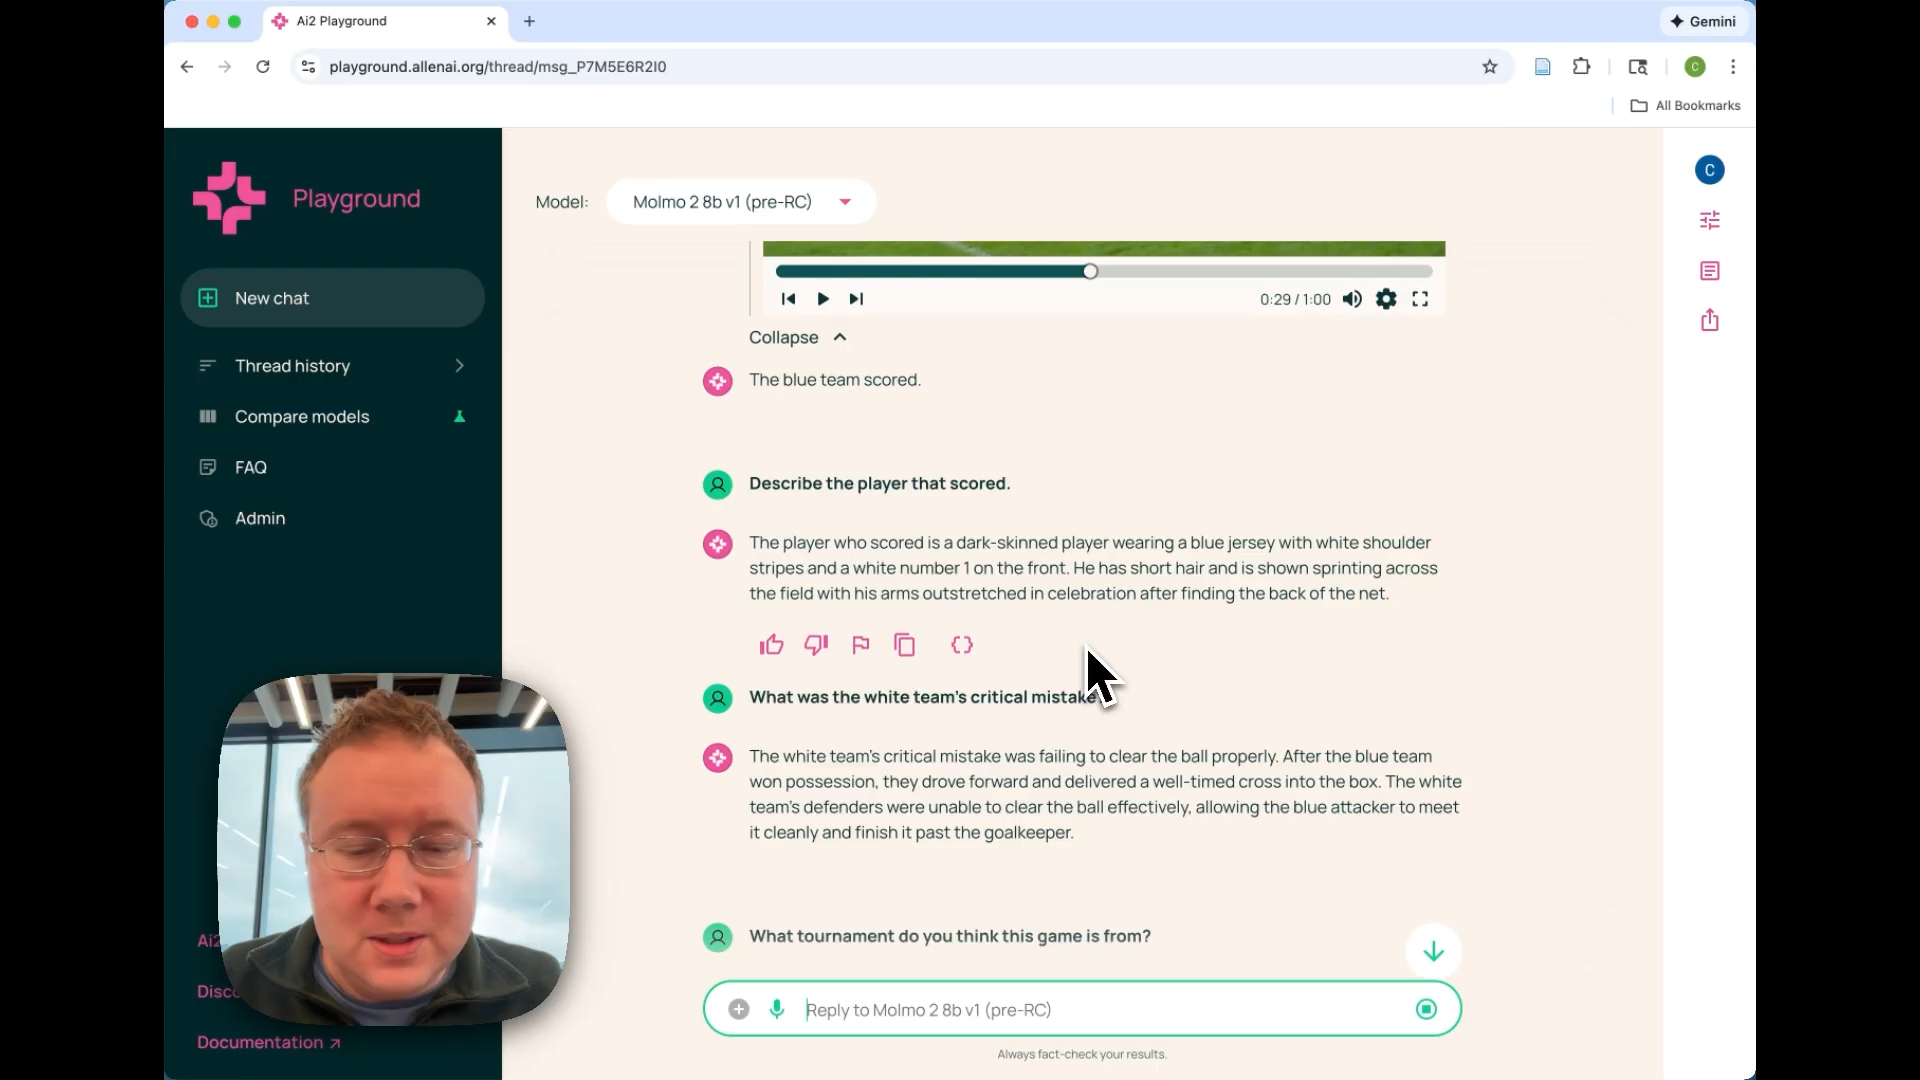 Ai2 Playground
Gemini
playground.allenai.org/thread/msg_P7M5E6R2I0
C
All Bookmarks
Playground
Model: Molmo 2 8b v1 (pre-RC)
C
New chat
Thread history
Compare models
FAQ
Admin
0:29 / 1:00
Collapse
The blue team scored.
Describe the player that scored.
The player who scored is a dark-skinned player wearing a blue jersey with white shoulder
stripes and a white number 1 on the front. He has short hair and is shown sprinting across
the field with his arms outstretched in celebration after finding the back of the net.
What was the white team's critical mistake
The white team's critical mistake was failing to clear the ball properly. After the blue team
won possession, they drove forward and delivered a well-timed cross into the box. The white
team's defenders were unable to clear the ball effectively, allowing the blue attacker to meet
it cleanly and finish it past the goalkeeper.
What tournament do you think this game is from?
Reply to Molmo 2 8b v1 (pre-RC)
Always fact-check your results.
Documentation